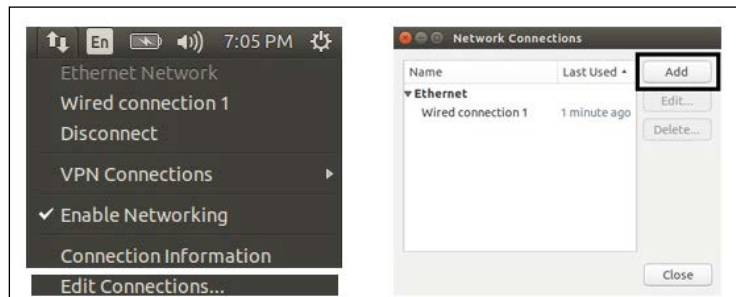 En 7:05 PM
Ethernet Network
Wired connection 1
Disconnect
VPN Connections
Enable Networking
Connection Information
Edit Connections...
Network Connections
Name Last Used
Add
Ethernet
Edit...
Wired connection 1 1 minute ago
Delete...
Close